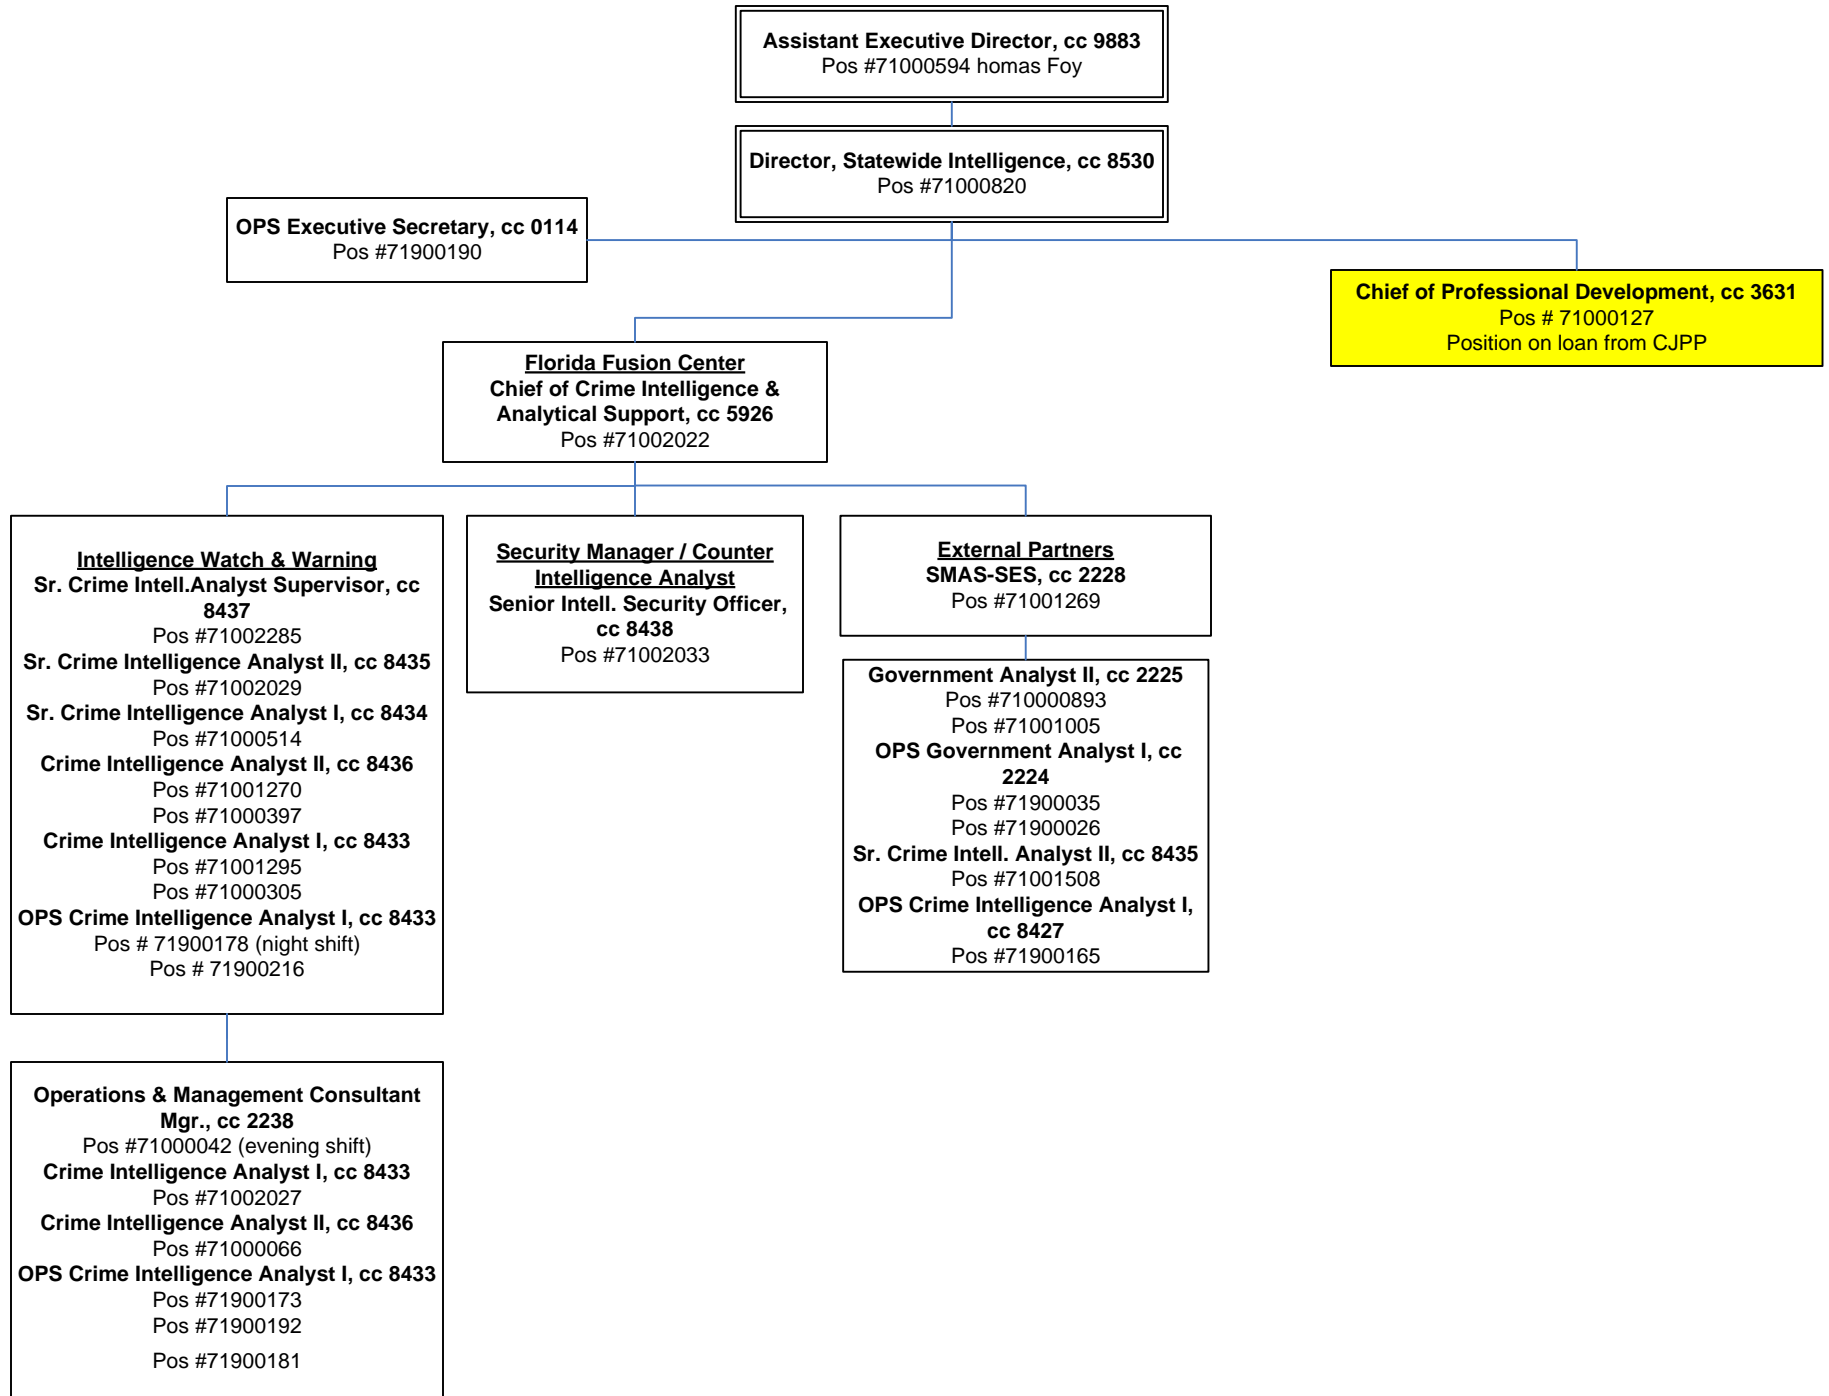 Assistant Executive Director, cc 9883
Pos #71000594 homas Foy
Director, Statewide Intelligence, cc 8530
Pos #71000820
OPS Executive Secretary, cc 0114
Pos #71900190
Chief of Professional Development, cc 3631
Pos # 71000127
Position on loan from CJPP
Florida Fusion Center
Chief of Crime Intelligence &
Analytical Support, cc 5926
Pos #71002022
Intelligence Watch & Warning
Sr. Crime Intell.Analyst Supervisor, cc
8437
Pos #71002285
Sr. Crime Intelligence Analyst II, cc 8435
Pos #71002029
Sr. Crime Intelligence Analyst I, cc 8434
Pos #71000514
Crime Intelligence Analyst II, cc 8436
Pos #71001270
Pos #71000397
Crime Intelligence Analyst I, cc 8433
Pos #71001295
Pos #71000305
OPS Crime Intelligence Analyst I, cc 8433
Pos # 71900178 (night shift)
Pos # 71900216
Security Manager / Counter
Intelligence Analyst
Senior Intell. Security Officer,
cc 8438
Pos #71002033
External Partners
SMAS-SES, cc 2228
Pos #71001269
Government Analyst II, cc 2225
Pos #710000893
Pos #71001005
OPS Government Analyst I, cc
2224
Pos #71900035
Pos #71900026
Sr. Crime Intell. Analyst II, cc 8435
Pos #71001508
OPS Crime Intelligence Analyst I,
cc 8427
Pos #71900165
Operations & Management Consultant
Mgr., cc 2238
Pos #71000042 (evening shift)
Crime Intelligence Analyst I, cc 8433
Pos #71002027
Crime Intelligence Analyst II, cc 8436
Pos #71000066
OPS Crime Intelligence Analyst I, cc 8433
Pos #71900173
Pos #71900192
Pos #71900181